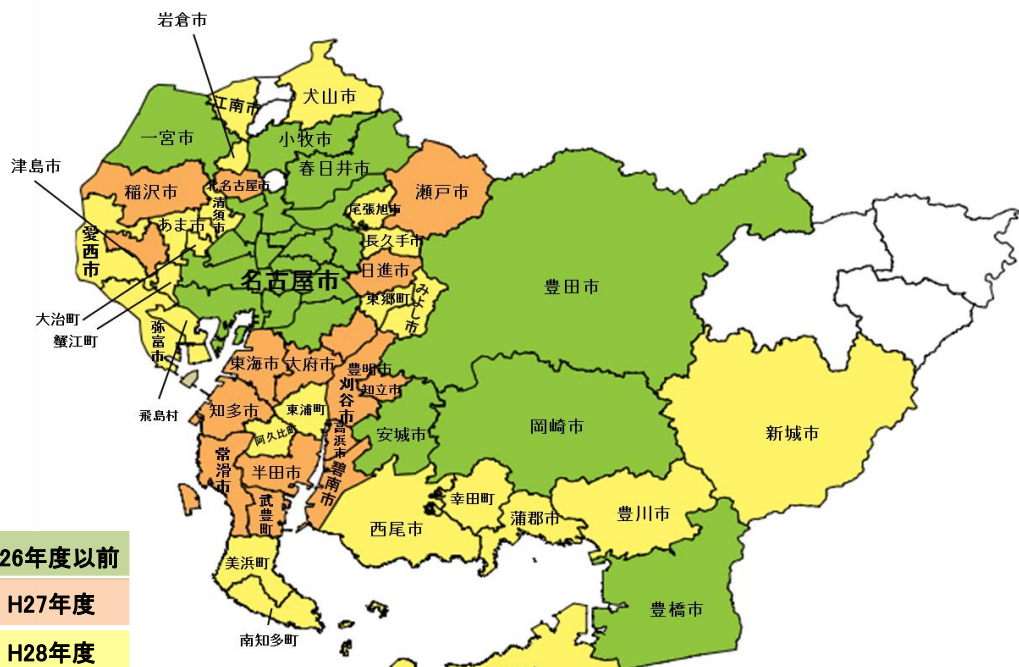 岩倉市
犬山市
江南市
一宮市
小牧市
春日井市
津島市
稲沢市
北名古屋市
瀬戸市
清須市
尾張旭市
あま市
愛西市
長久手市
名古屋市
日進市
豊田市
東郷町
みよし市
大治町
蟹江町
弥富市
飛島村
東海市
大府市
豊明市
知立市
刈谷市
知多市
東浦町
阿久比町
高浜市
安城市
岡崎市
新城市
常滑市
半田市
碧南市
武豊町
西尾市
幸田町
蒲郡市
豊川市
26年度以前
美浜町
H27年度
豊橋市
南知多町
H28年度